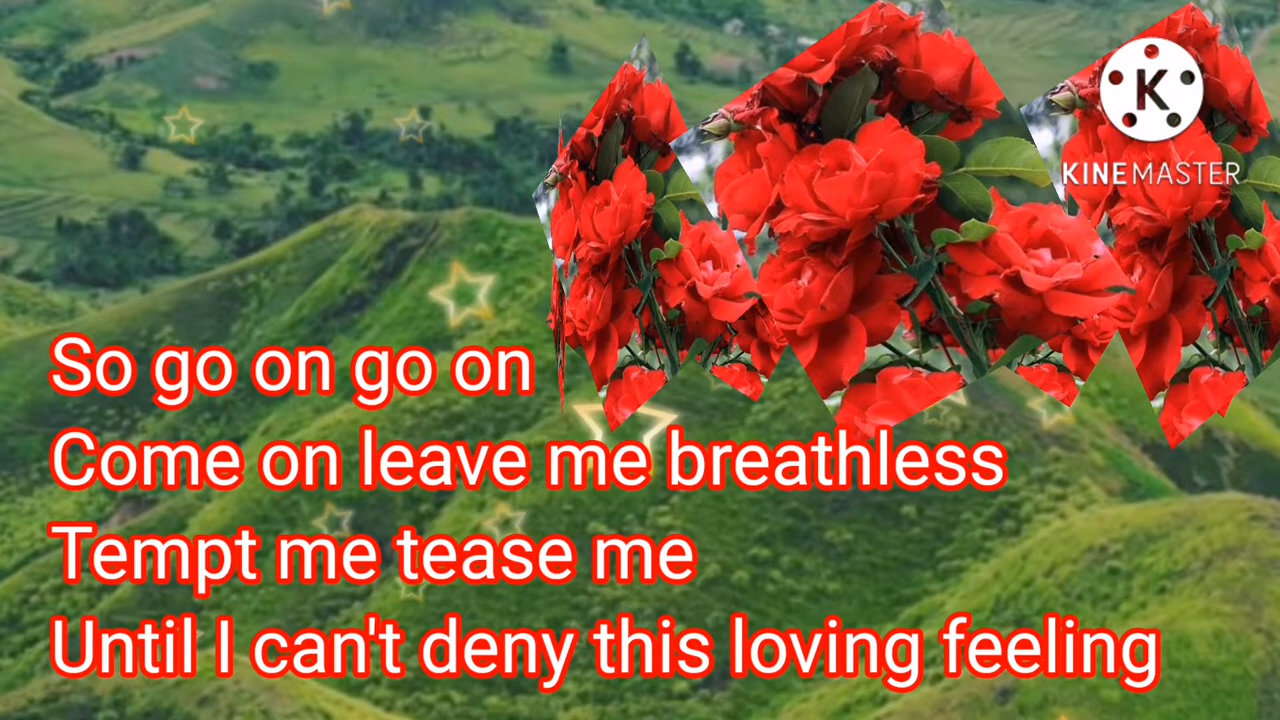 K
KINEMASTER
So go on go on
Come on leave me breathless
Tempt me tease me
Until I can't deny this loving feeling